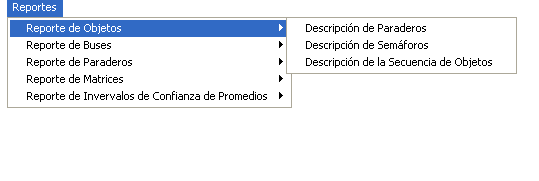 Reportes
Reporte de Objetos
Descripción de Paraderos
Reporte de Buses
Descripción de Semáforos
Reporte de Paraderos
Descripción de la Secuencia de Objetos
Reporte de Matrices
Reporte de Invervalos de Confianza de Promedios